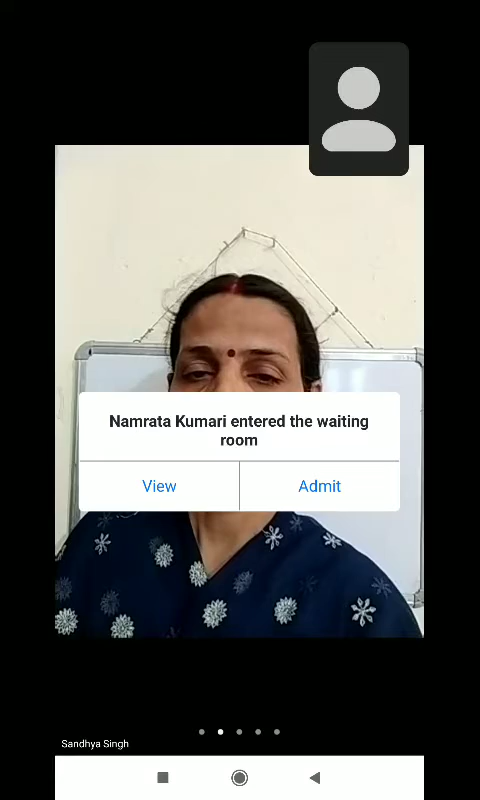 Namrata Kumari entered the waiting
room
View
Admit
Sandhya Singh